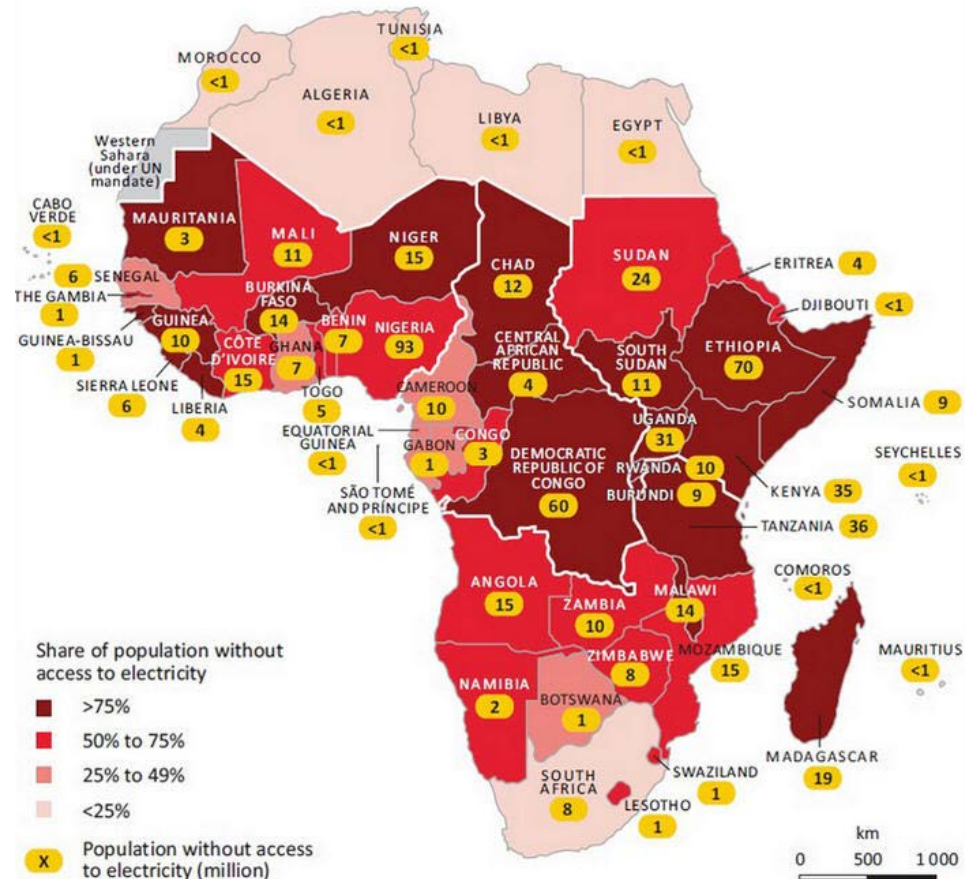 TUNISIA
<1
MOROCCO
<1
ALGERIA
<1
LIBYA
<1
EGYPT
<1
Western
Sahara
(under UN
mandate)
CABO
VERDE
<1
MAURITANIA
3
MALI
11
NIGER
15
CHAD
12
SUDAN
24
ERITREA 4
6 SENEGAL
THE GAMBIA
1
GUINEA-BISSAU
1
GUINEA
10
BURKINA
FASO
14
BENIN
7
NIGERIA
93
DJIBOUTI <1
SIERRA LEONE
6
LIBERIA
4
CÔTE
D'IVOIRE
15
GHANA
7
TOGO
5
CENTRAL
AFRICAN
REPUBLIC
4
SOUTH
SUDAN
11
ETHIOPIA
70
SOMALIA 9
CAMEROON
10
EQUATORIAL
GUINEA
<1
GABON
1
CONGO
3
DEMOCRATIC
REPUBLIC OF
CONGO
60
UGANDA
31
RWANDA 10
BURUNDI 9
KENYA 35
TANZANIA 36
SEYCHELLES
<1
SÃO TOMÉ
AND PRÍNCIPE
<1
ANGOLA
15
ZAMBIA
10
MALAWI
14
COMOROS
<1
MOZAMBIQUE
15
MAURITIUS
<1
NAMIBIA
2
ZIMBABWE
8
BOTSWANA
1
MADAGASCAR
19
SOUTH
AFRICA
8
SWAZILAND
1
LESOTHO
1
Share of population without
access to electricity
>75%
50% to 75%
25% to 49%
<25%
X Population without access
to electricity (million)
km
0 500 1 000